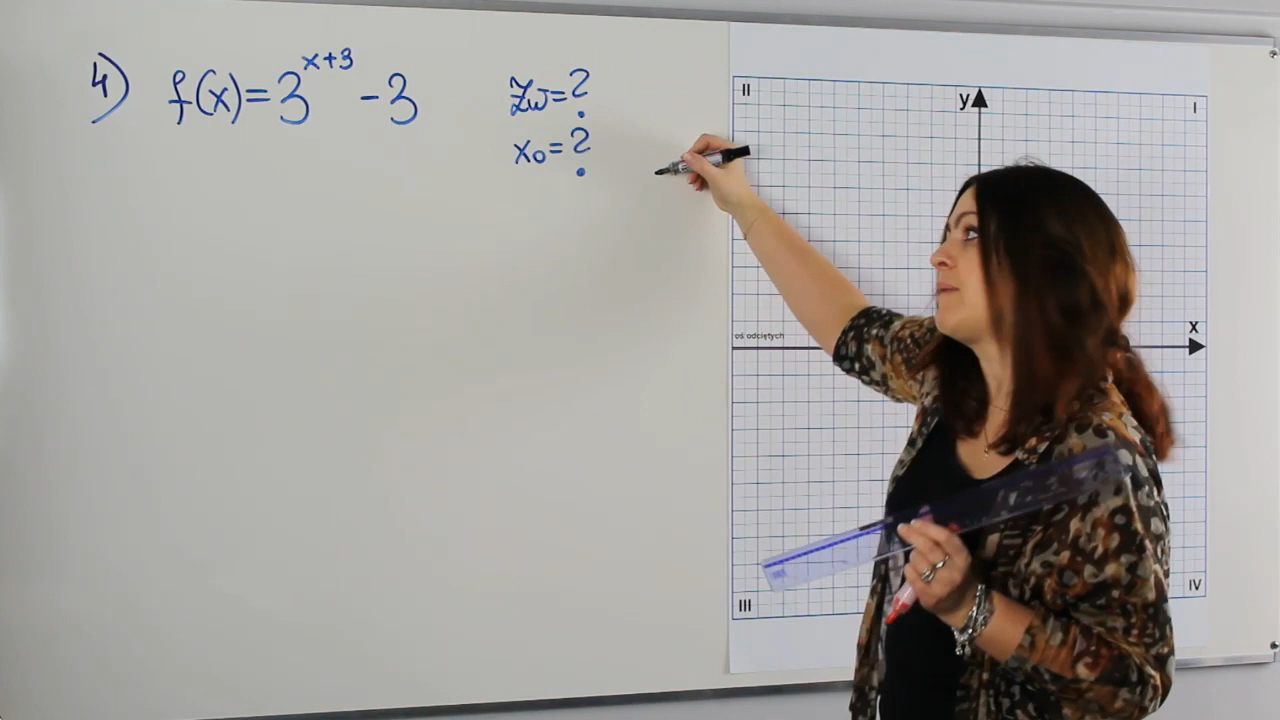 4) f(x)=3^{x+3}-3
Zw=?
x₀=?
II
y
I
oś odciętych
x
III
IV